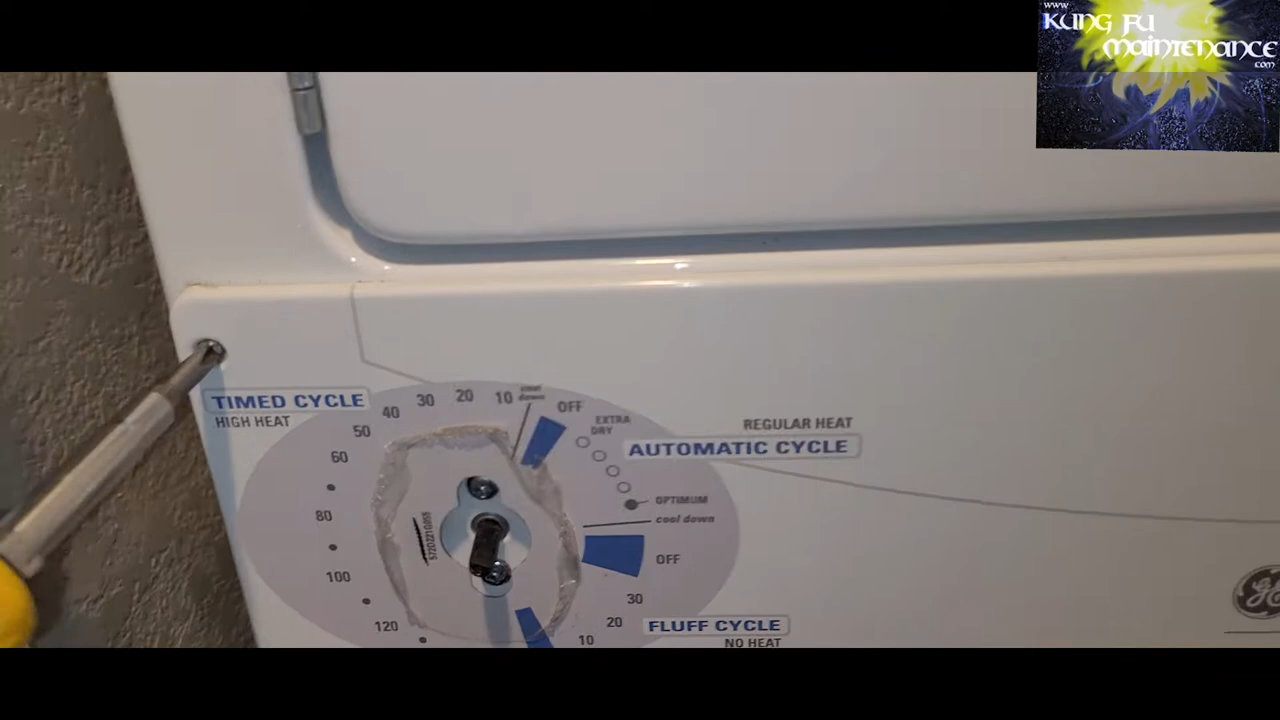 www
KUNG FU
MAINTENANCE
.com
TIMED CYCLE
HIGH HEAT
120
100
80
60
50
40
30
20
10
cool
down
OFF
EXTRA
DRY
REGULAR HEAT
AUTOMATIC CYCLE
OPTIMUM
cool down
OFF
30
20
10
FLUFF CYCLE
NO HEAT
GE